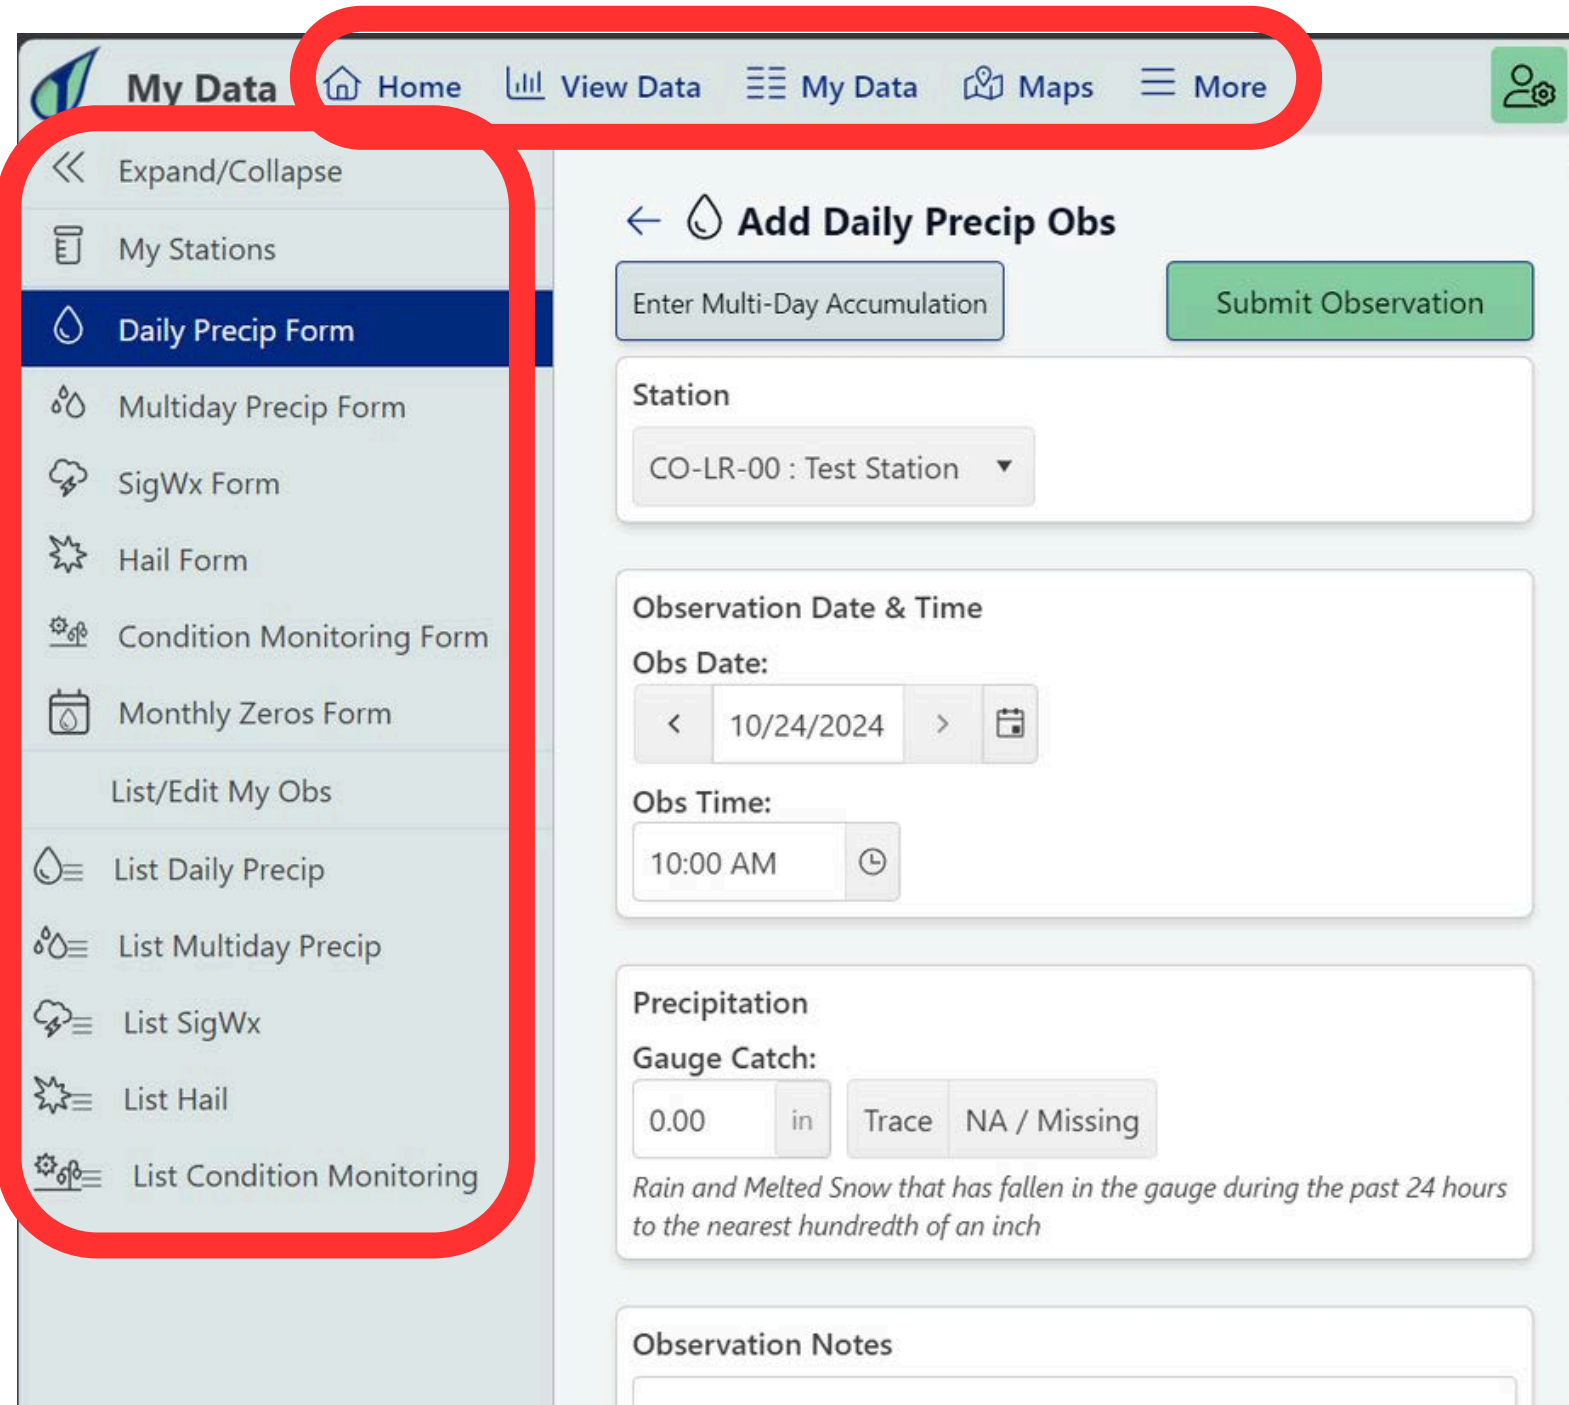 My Data
Home View Data My Data Maps More
Expand/Collapse
My Stations
Daily Precip Form
Multiday Precip Form
SigWx Form
Hail Form
Condition Monitoring Form
Monthly Zeros Form
List/Edit My Obs
List Daily Precip
List Multiday Precip
List SigWx
List Hail
List Condition Monitoring
Add Daily Precip Obs
Enter Multi-Day Accumulation
Submit Observation
Station
CO-LR-00 : Test Station
Observation Date & Time
Obs Date:
10/24/2024
Obs Time:
10:00 AM
Precipitation
Gauge Catch:
0.00 in Trace NA / Missing
Rain and Melted Snow that has fallen in the gauge during the past 24 hours
to the nearest hundredth of an inch
Observation Notes